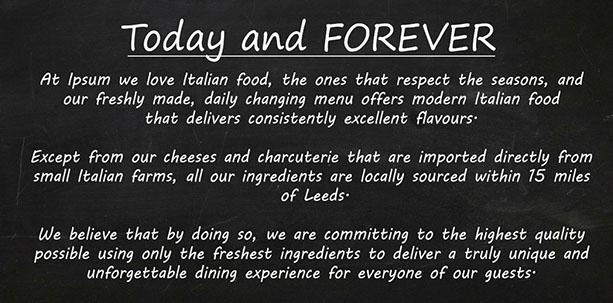 Today and FOREVER
At Ipsum we love Italian food, the ones that respect the seasons, and
our freshly made, daily changing menu offers modern Italian food
that delivers consistently excellent flavours.
Except from our cheeses and charcuterie that are imported directly from
small Italian farms, all our ingredients are locally sourced within 15 miles
of Leeds.
We believe that by doing so, we are committing to the highest quality
possible using only the freshest ingredients to deliver a truly unique and
unforgettable dining experience for everyone of our guests.